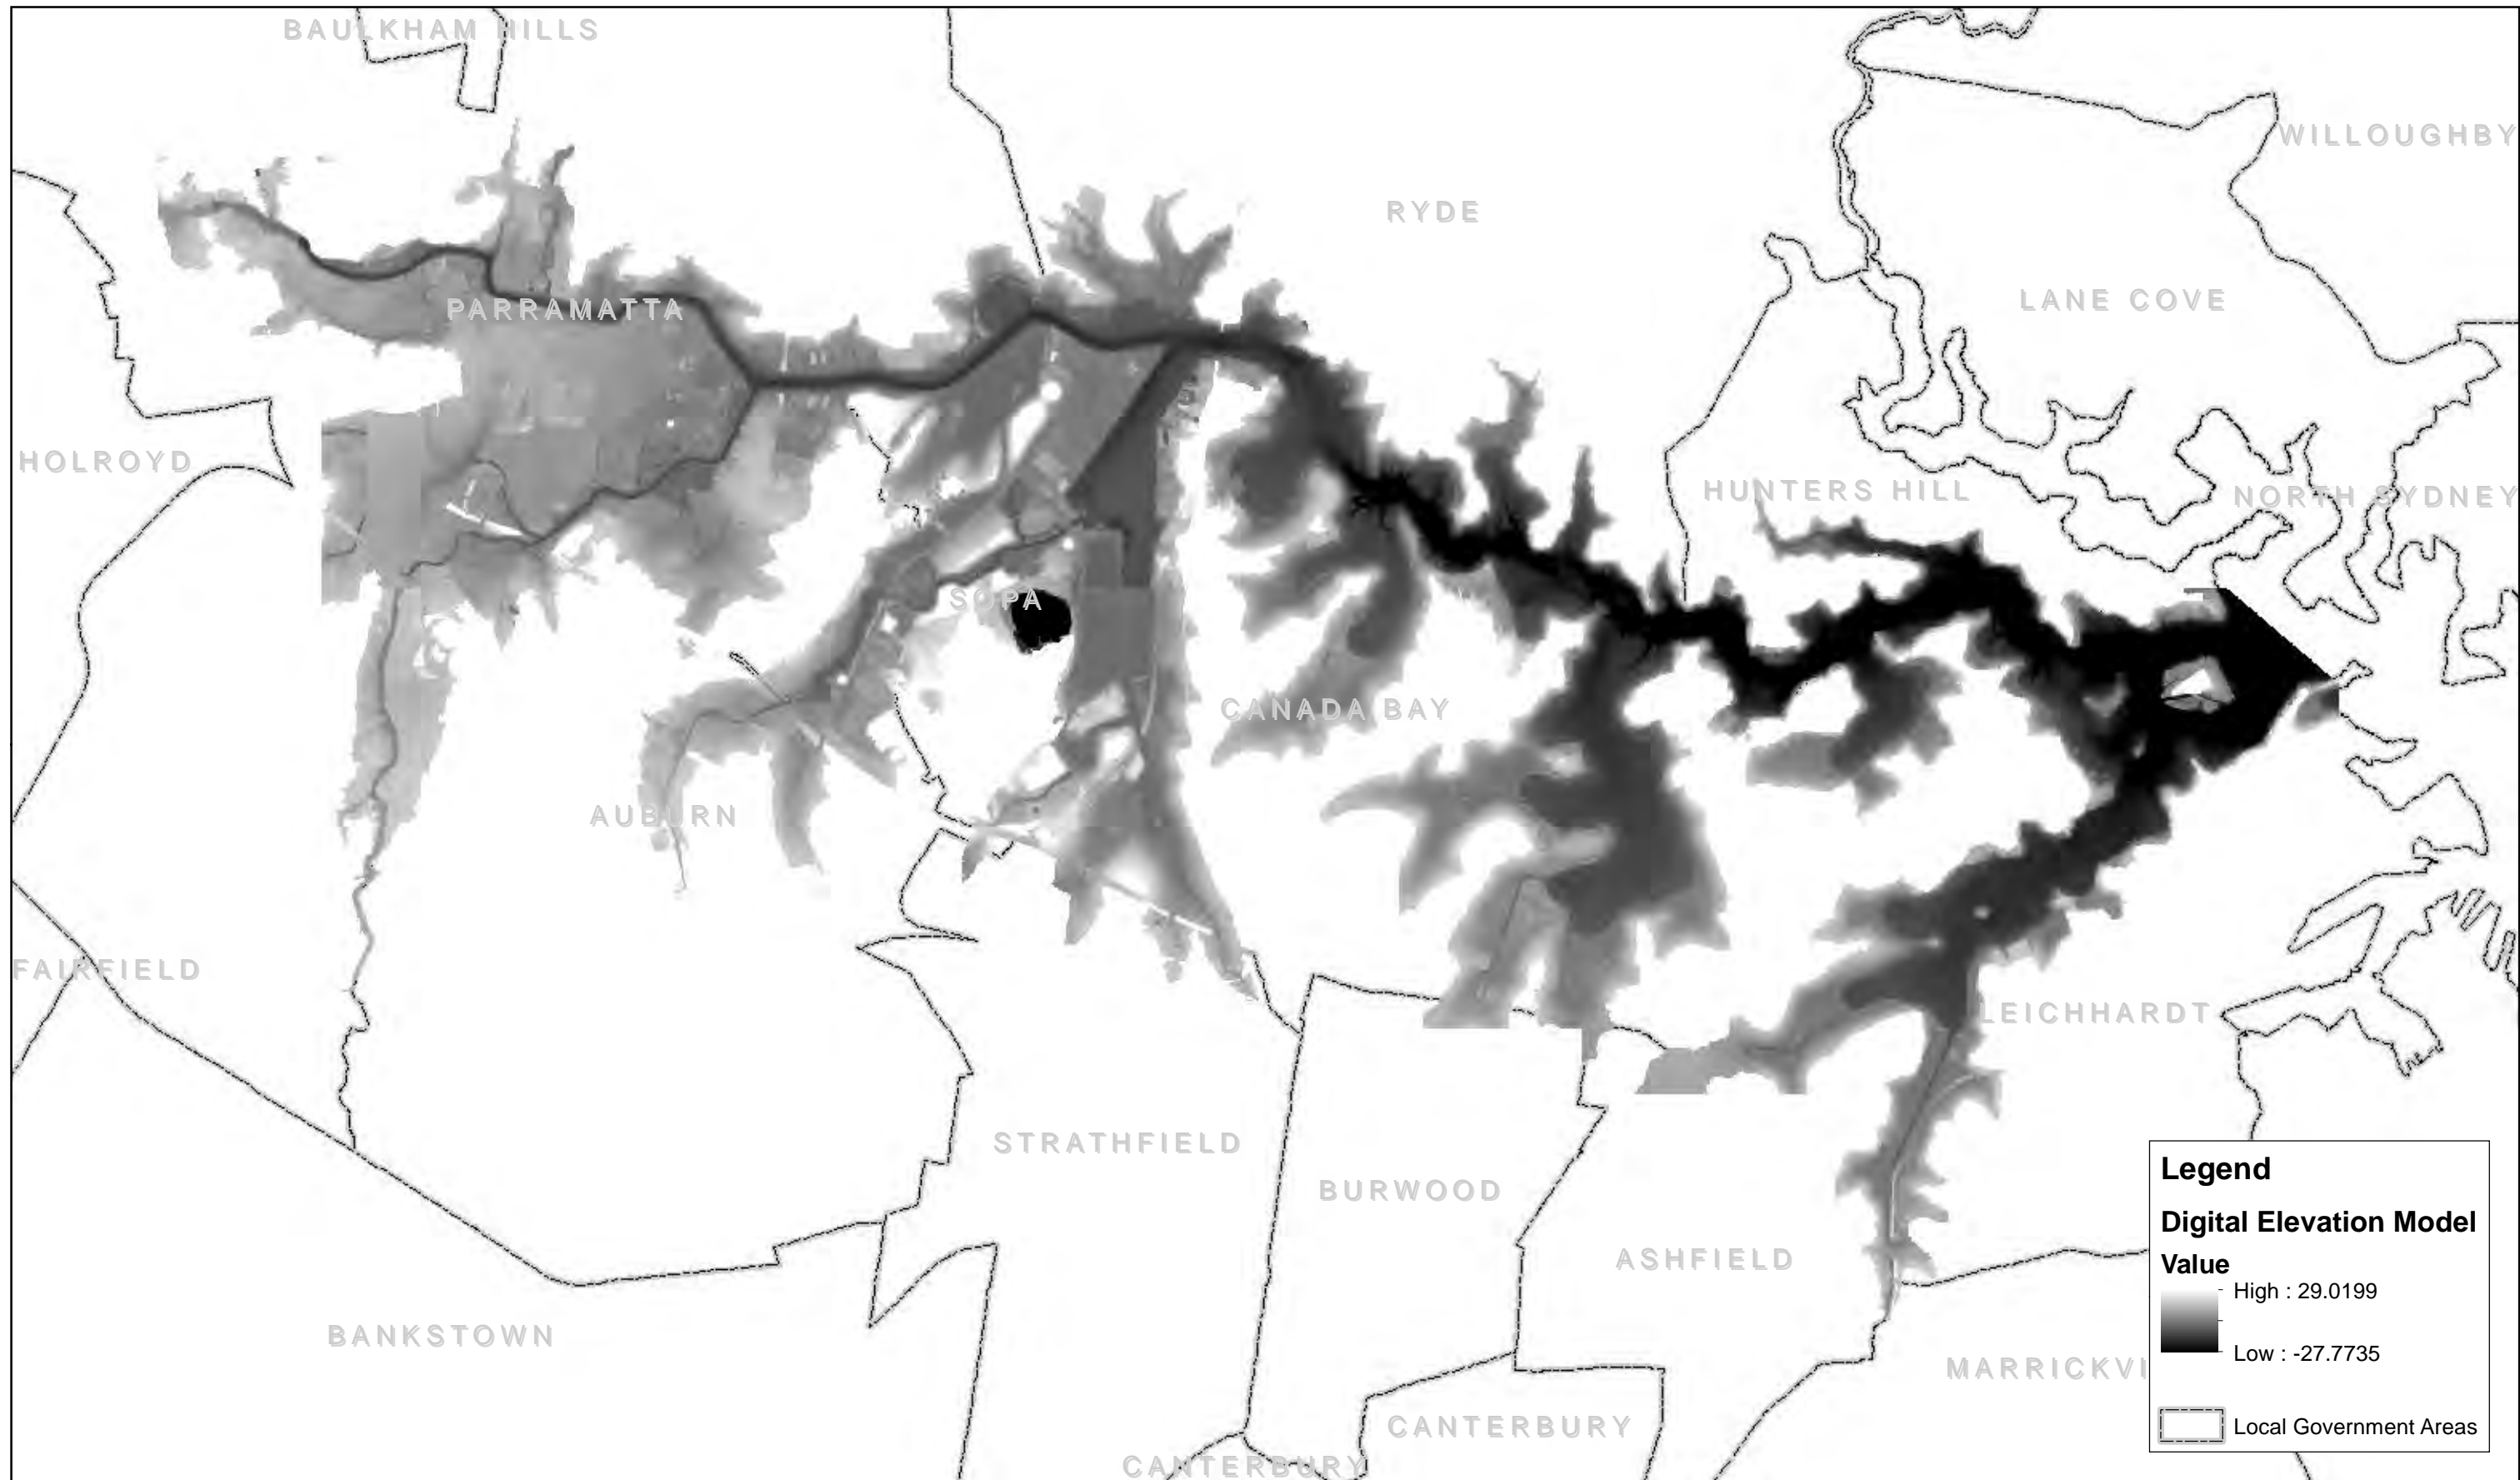 BAULKHAM HILLS
WILLOUGHBY
RYDE
LANE COVE
PARRAMATTA
HOLROYD
HUNTERS HILL
NORTH SYDNEY
SOPA
CANADA BAY
AUBURN
FAIRFIELD
LEICHHARDT
STRATHFIELD
BURWOOD
ASHFIELD
BANKSTOWN
MARRICKVI
CANTERBURY
CANTERBURY
Legend
Digital Elevation Model
Value
High : 29.0199
Low : -27.7735
Local Government Areas